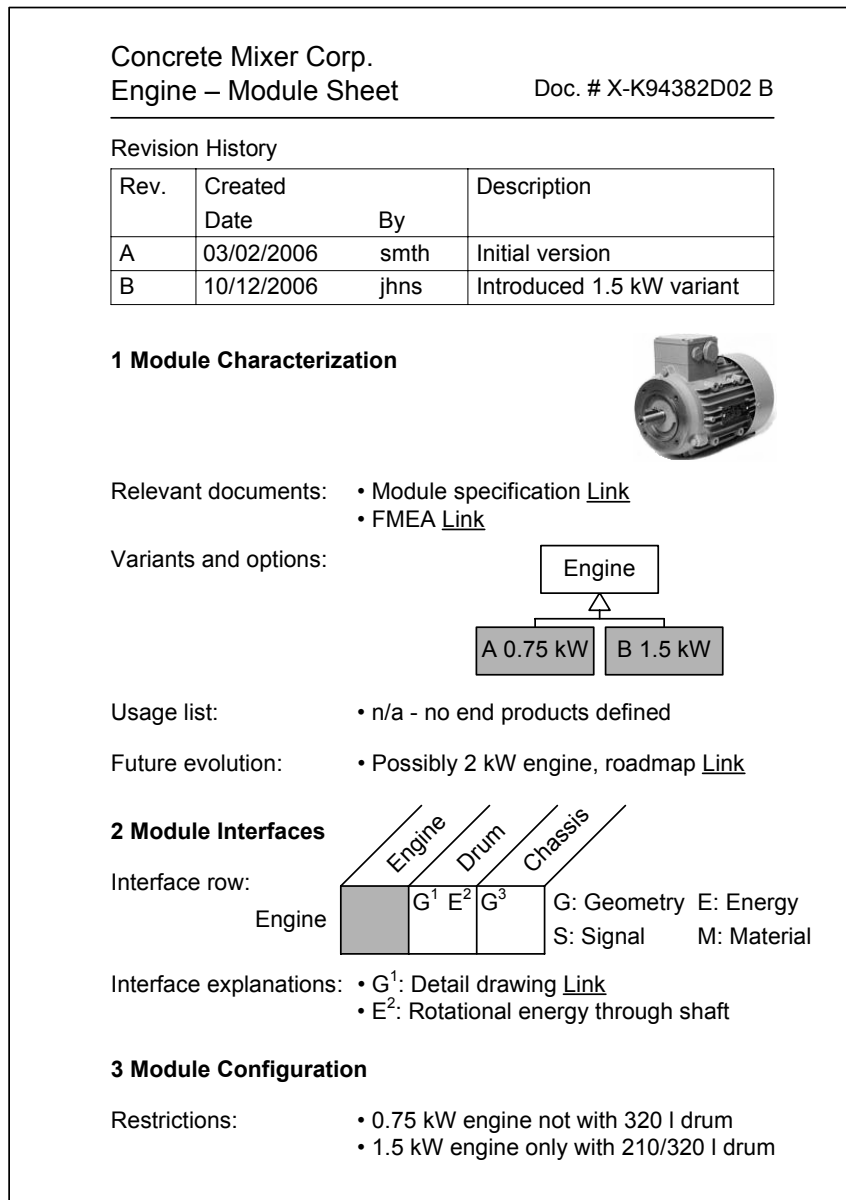 Concrete Mixer Corp.
Engine – Module Sheet Doc. # X-K94382D02 B
Revision History
Rev. Created Description
Date By
A 03/02/2006 smth Initial version
B 10/12/2006 jhns Introduced 1.5 kW variant
1 Module Characterization
Relevant documents: • Module specification Link
• FMEA Link
Variants and options:
Engine
A 0.75 kW B 1.5 kW
Usage list: • n/a - no end products defined
Future evolution: • Possibly 2 kW engine, roadmap Link
2 Module Interfaces
Engine Drum Chassis
Interface row:
Engine G¹ E² G³ G: Geometry E: Energy
S: Signal M: Material
Interface explanations: • G¹: Detail drawing Link
• E²: Rotational energy through shaft
3 Module Configuration
Restrictions: • 0.75 kW engine not with 320 l drum
• 1.5 kW engine only with 210/320 l drum